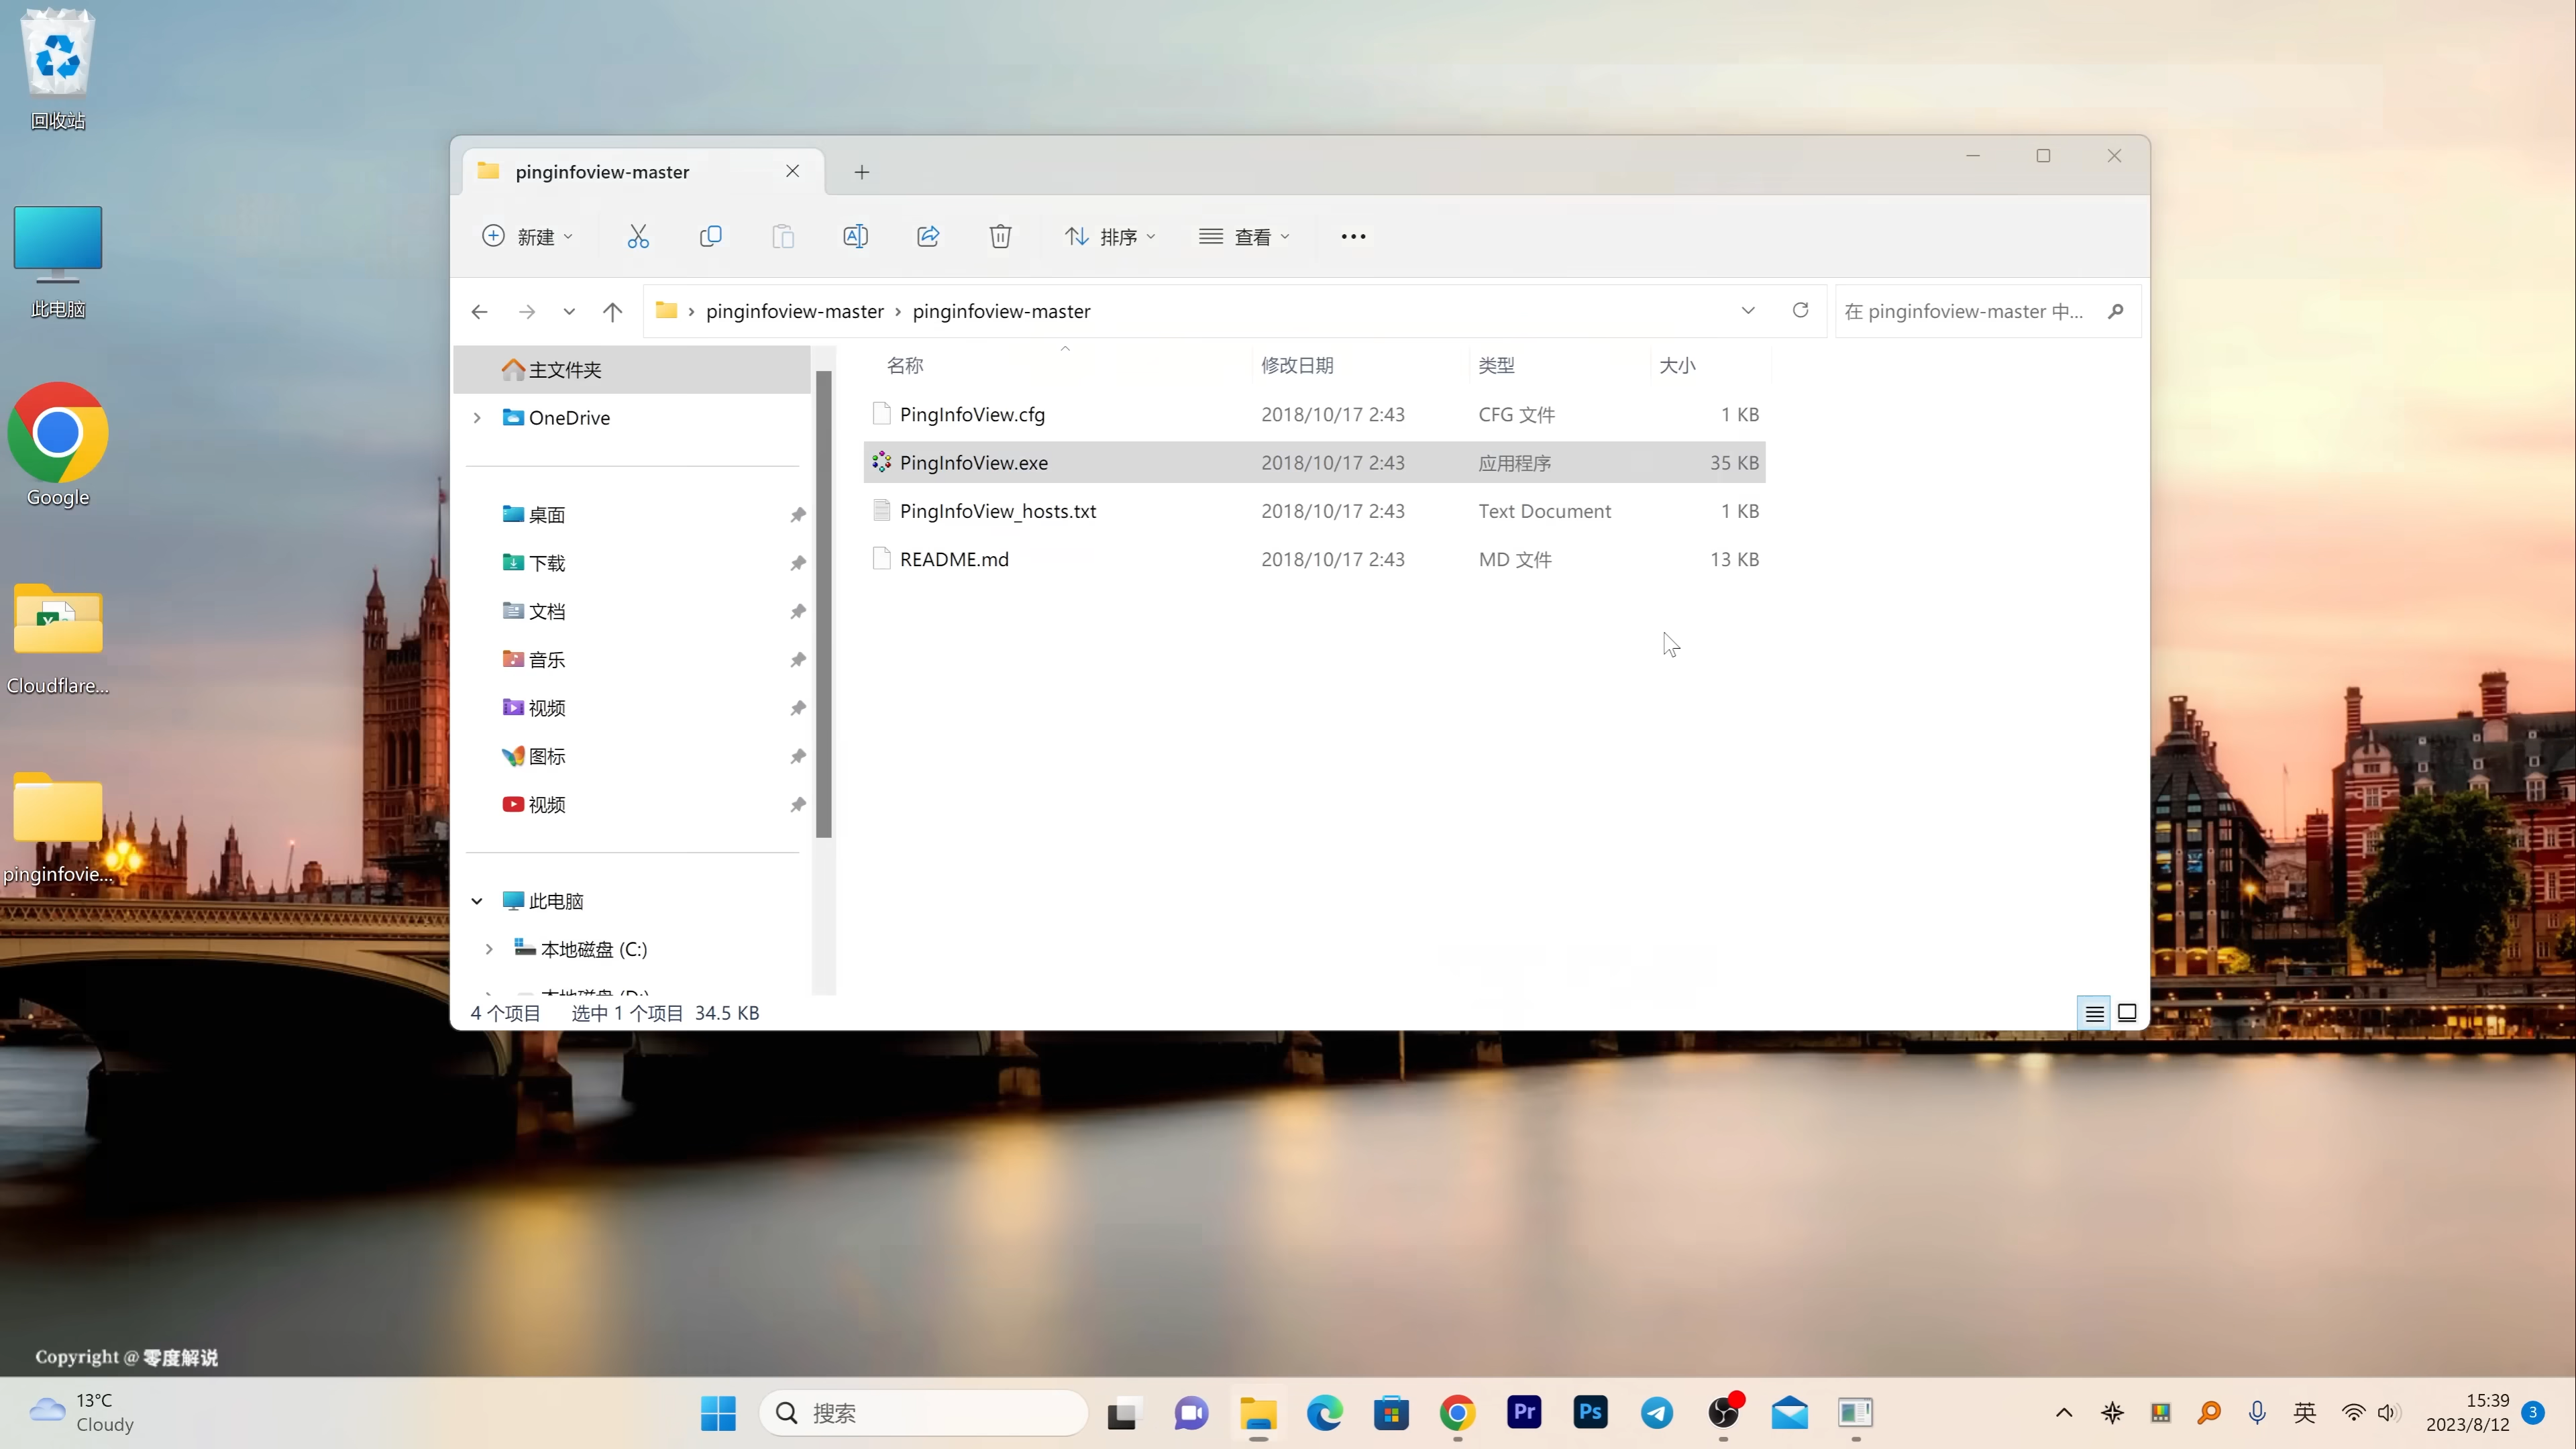 回收站
此电脑
Google
Cloudflare...
pinginfovie...
pinginfoview-master
新建
排序
查看
pinginfoview-master
pinginfoview-master
在 pinginfoview-master 中...
主文件夹
OneDrive
桌面
下载
文档
音乐
视频
图标
视频
此电脑
本地磁盘 (C:)
本地磁盘 (D:)
名称 修改日期 类型 大小
PingInfoView.cfg 2018/10/17 2:43 CFG 文件 1 KB
PingInfoView.exe 2018/10/17 2:43 应用程序 35 KB
PingInfoView_hosts.txt 2018/10/17 2:43 Text Document 1 KB
README.md 2018/10/17 2:43 MD 文件 13 KB
4 个项目 选中 1 个项目 34.5 KB
Copyright @ 零度解说
13°C
Cloudy
搜索
Pr
Ps
英
15:39
2023/8/12
3